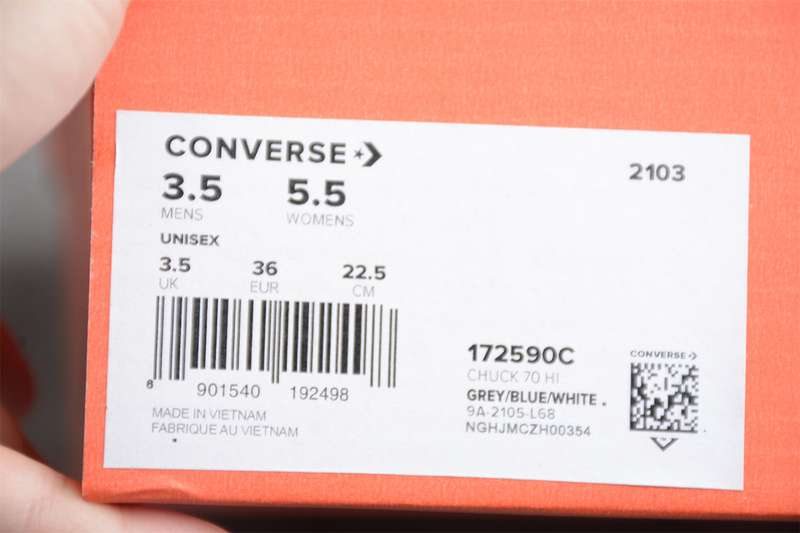 CONVERSE
2103
3.5 5.5
MENS WOMENS
UNISEX
3.5 36 22.5
UK EUR CM
8 901540 192498
MADE IN VIETNAM
FABRIQUE AU VIETNAM
172590C
CHUCK 70 HI
GREY/BLUE/WHITE .
9A-2105-L68
NGHJMCZH00354
CONVERSE